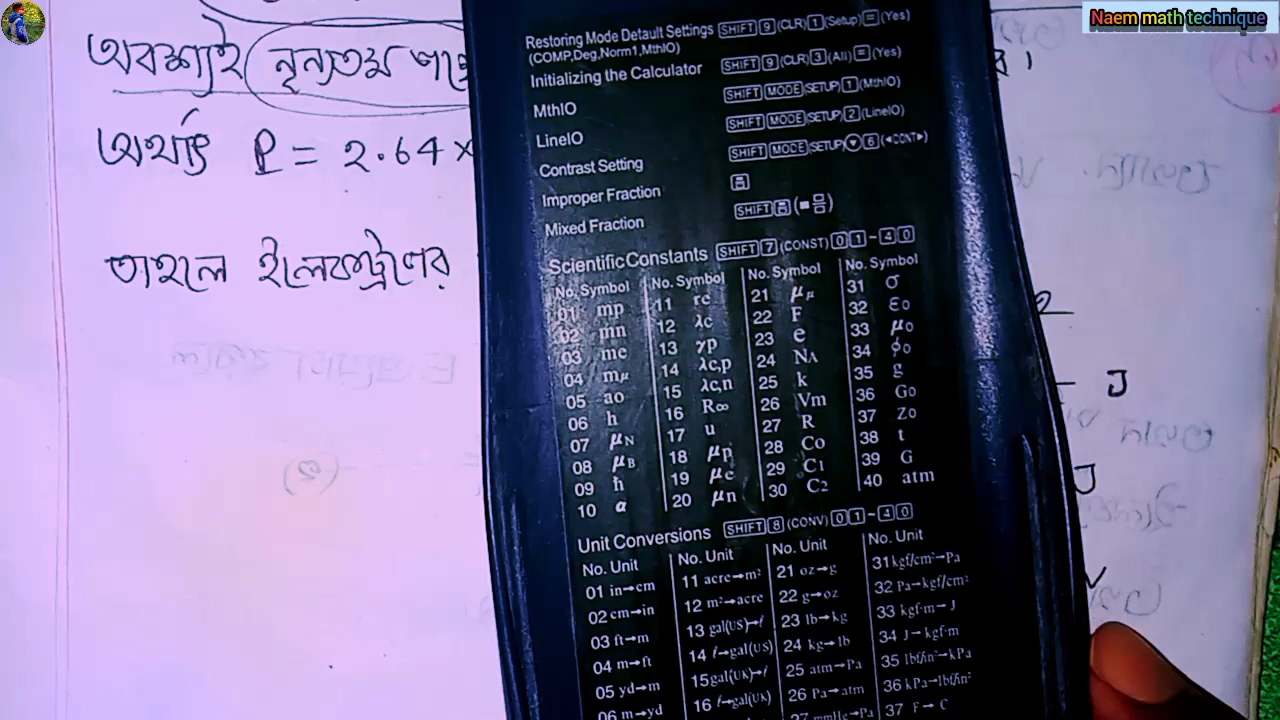 Naem math technique
অবশ্যই নূন্যতম
অর্থাৎ P = 2.64 ×
তাহলে ইলেকট্রণের
J
J
Restoring Mode Default Settings SHIFT 9 (CLR) 1 (Setup) = (Yes)
(COMP,Deg,Norm1,MthIO)
Initializing the Calculator SHIFT 9 (CLR) 3 (All) = (Yes)
MthIO SHIFT MODE (SETUP) 1 (MthIO)
LineIO SHIFT MODE (SETUP) 2 (LineIO)
Contrast Setting SHIFT MODE (SETUP) ▼ 6 (◄CONT►)
Improper Fraction
Mixed Fraction SHIFT (■□/□)
Scientific Constants SHIFT 7 (CONST) 0 1 ~ 4 0
No. Symbol No. Symbol No. Symbol No. Symbol
01 mp 11 re 21 μμ 31 σ
02 mn 12 λc 22 F 32 ε0
03 me 13 γp 23 e 33 μ0
04 mμ 14 λc,p 24 NA 34 ϕ0
05 a0 15 λc,n 25 k 35 g
06 h 16 R∞ 26 Vm 36 G0
07 μN 17 u 27 R 37 Z0
08 μB 18 μp 28 C0 38 t
09 ħ 19 μe 29 C1 39 G
10 α 20 μn 30 C2 40 atm
Unit Conversions SHIFT 8 (CONV) 0 1 ~ 4 0
No. Unit No. Unit No. Unit No. Unit
01 in→cm 11 acre→m² 21 oz→g 31 kgf/cm²→Pa
02 cm→in 12 m²→acre 22 g→oz 32 Pa→kgf/cm²
03 ft→m 13 gal(US)→ℓ 23 lb→kg 33 kgf·m→J
04 m→ft 14 ℓ→gal(US) 24 kg→lb 34 J→kgf·m
05 yd→m 15 gal(UK)→ℓ 25 atm→Pa 35 lbf/in²→kPa
06 m→yd 16 ℓ→gal(UK) 26 Pa→atm 36 kPa→lbf/in²
27 mmHg→Pa 37 °F→°C